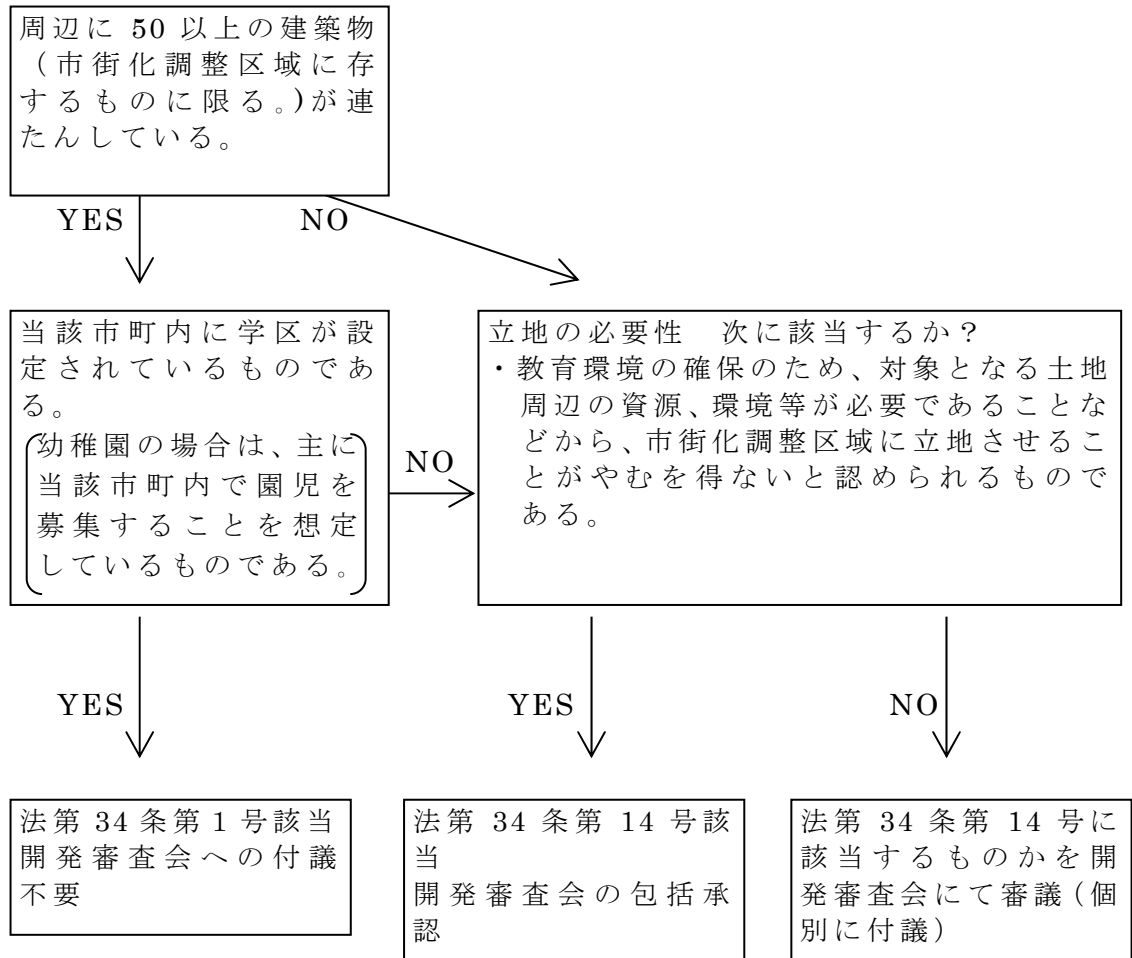 周辺に 50 以上の建築物
(市街化調整区域に存
するものに限る。)が連
たんしている。
YES
NO
当該市町内に学区が設
定されているものであ
る。
幼稚園の場合は、主に
当該市町内で園児を
募集することを想定
しているものである。
NO
立地の必要性 次に該当するか?
・教育環境の確保のため、対象となる土地
周辺の資源、環境等が必要であることな
どから、市街化調整区域に立地させるこ
とがやむを得ないと認められるもので
ある。
YES
YES
NO
法第 34 条第 1 号該当
開発審査会への付議
不要
法第 34 条第 14 号該
当
開発審査会の包括承
認
法第 34 条第 14 号に
該当するものかを開
発審査会にて審議(個
別に付議)